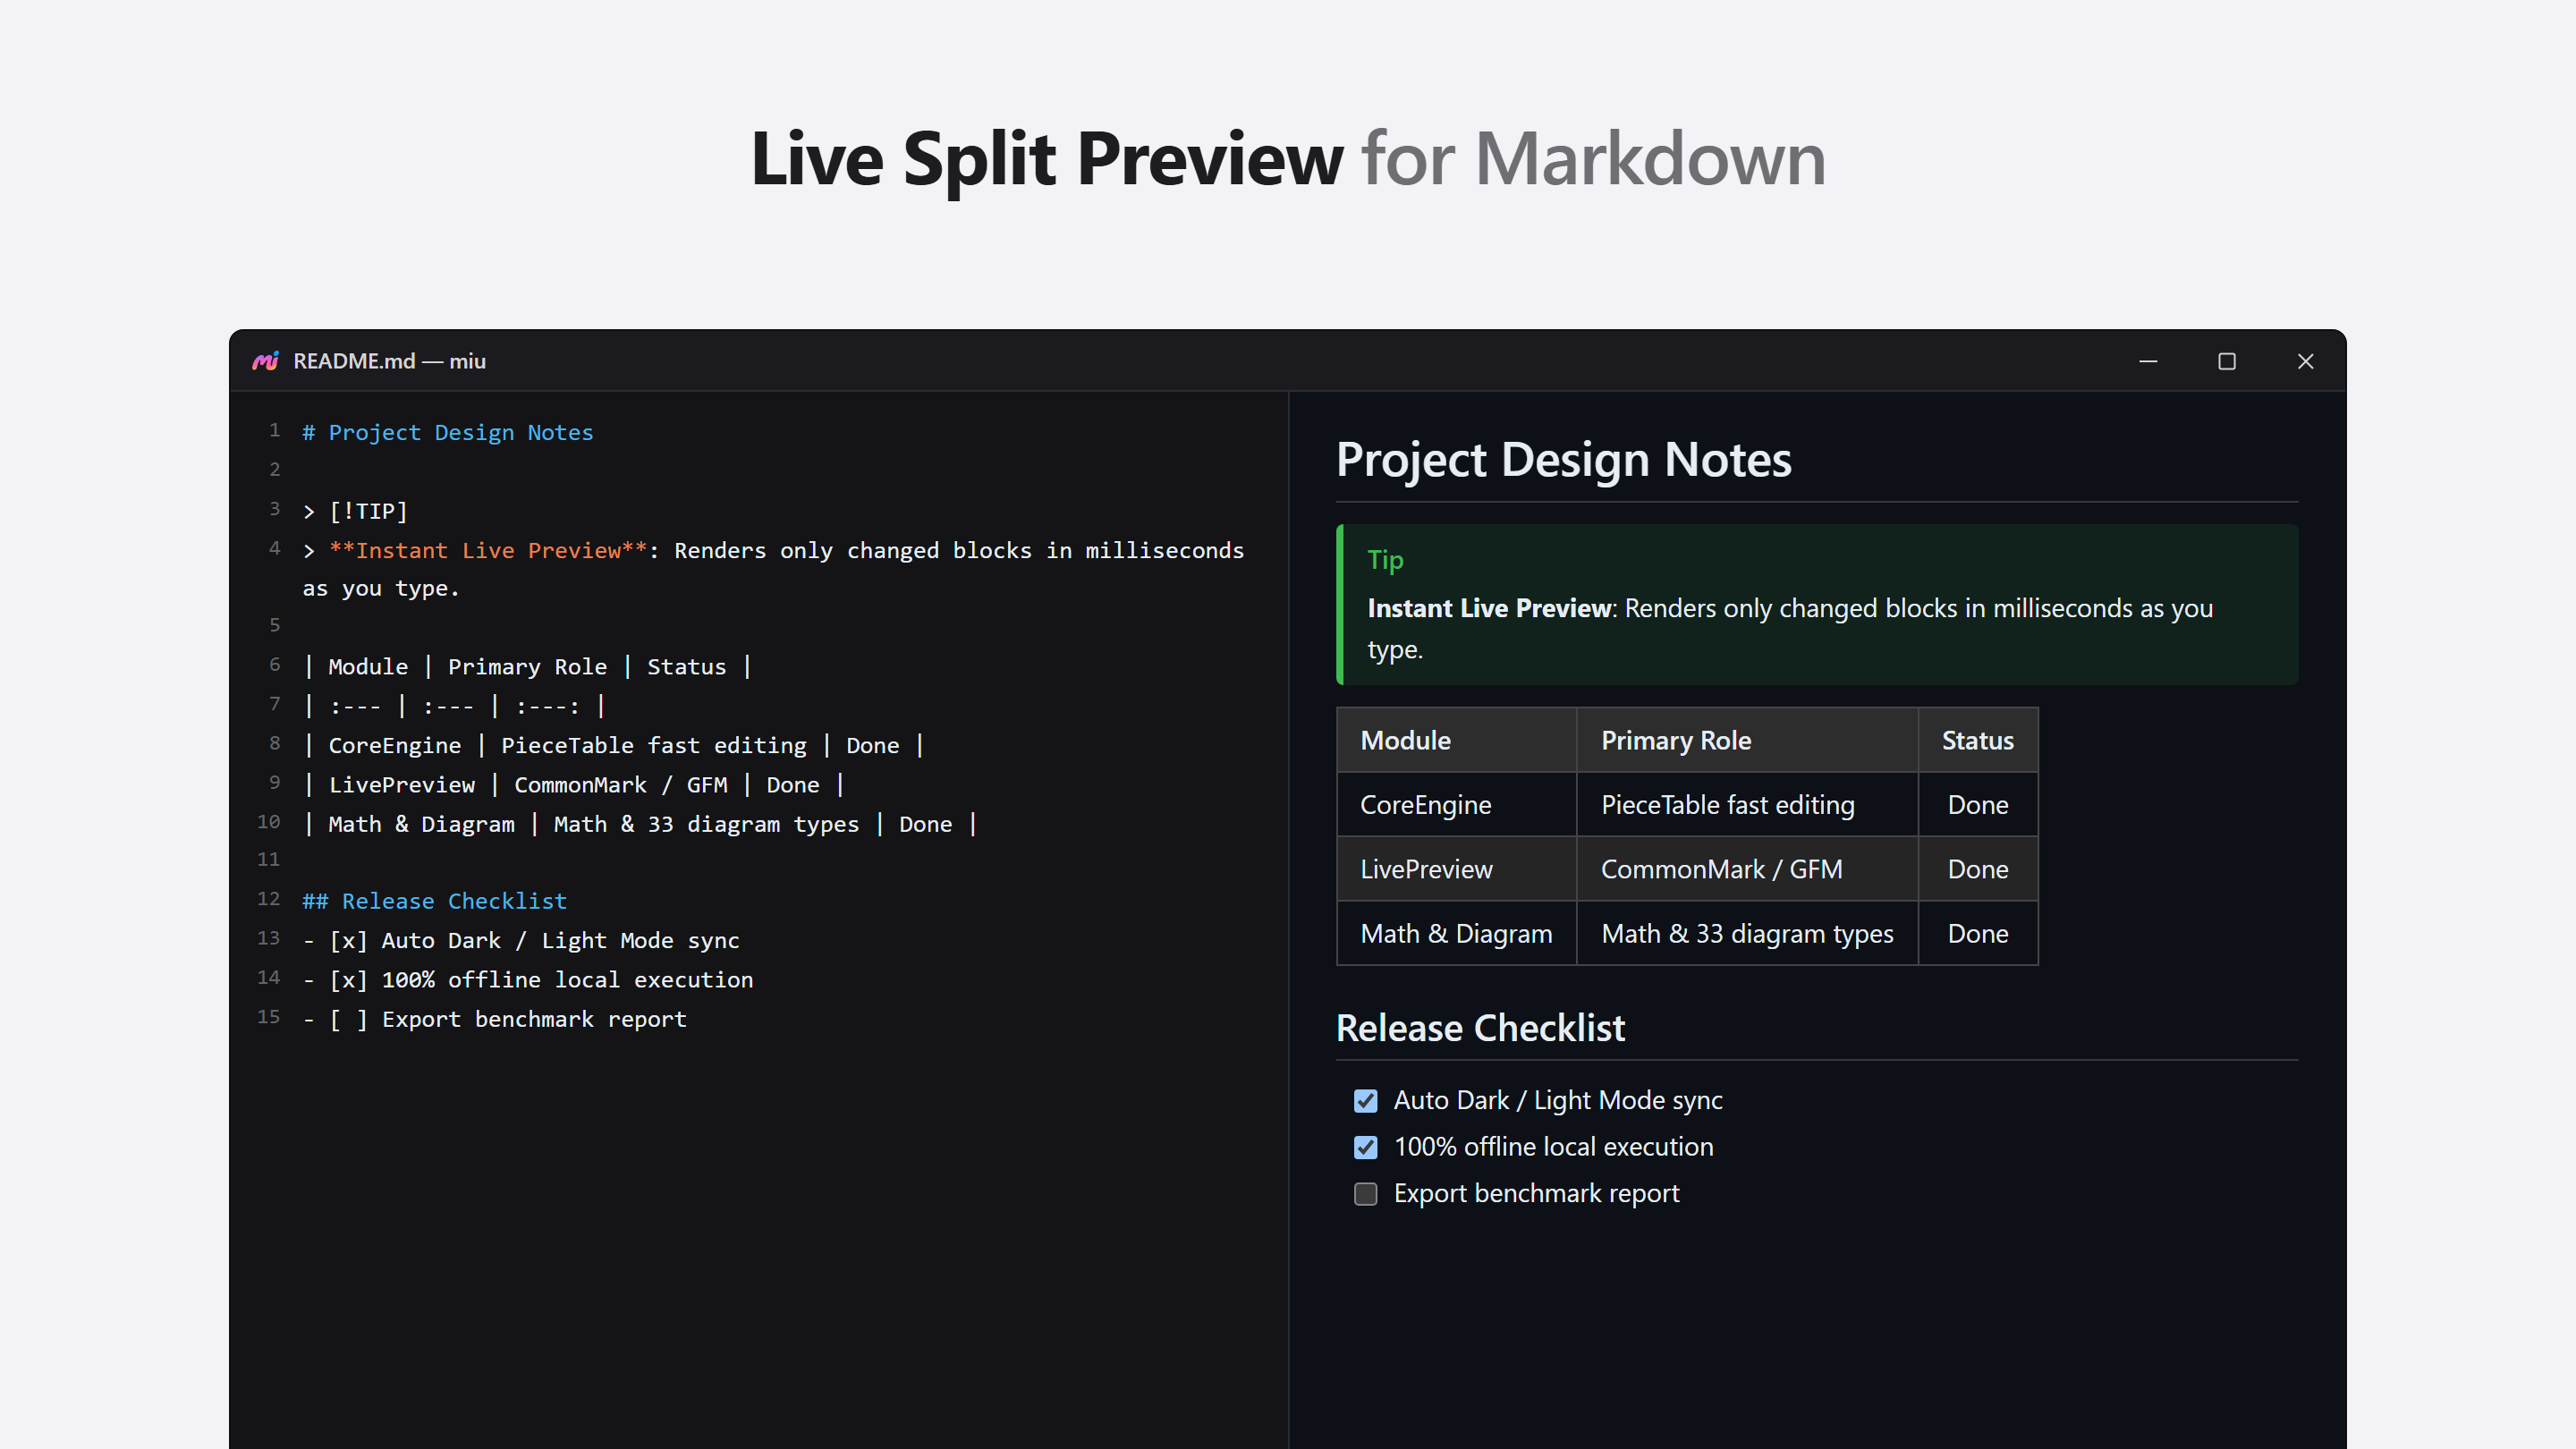 Live Split Preview for Markdown
mi README.md — miu
1 # Project Design Notes
2
3 > [!TIP]
4 > **Instant Live Preview**: Renders only changed blocks in milliseconds
as you type.
5
6 | Module | Primary Role | Status |
7 | :--- | :--- | :---: |
8 | CoreEngine | PieceTable fast editing | Done |
9 | LivePreview | CommonMark / GFM | Done |
10 | Math & Diagram | Math & 33 diagram types | Done |
11
12 ## Release Checklist
13 - [x] Auto Dark / Light Mode sync
14 - [x] 100% offline local execution
15 - [ ] Export benchmark report
Project Design Notes
Tip
Instant Live Preview: Renders only changed blocks in milliseconds as you
type.
Module Primary Role Status
CoreEngine PieceTable fast editing Done
LivePreview CommonMark / GFM Done
Math & Diagram Math & 33 diagram types Done
Release Checklist
Auto Dark / Light Mode sync
100% offline local execution
Export benchmark report